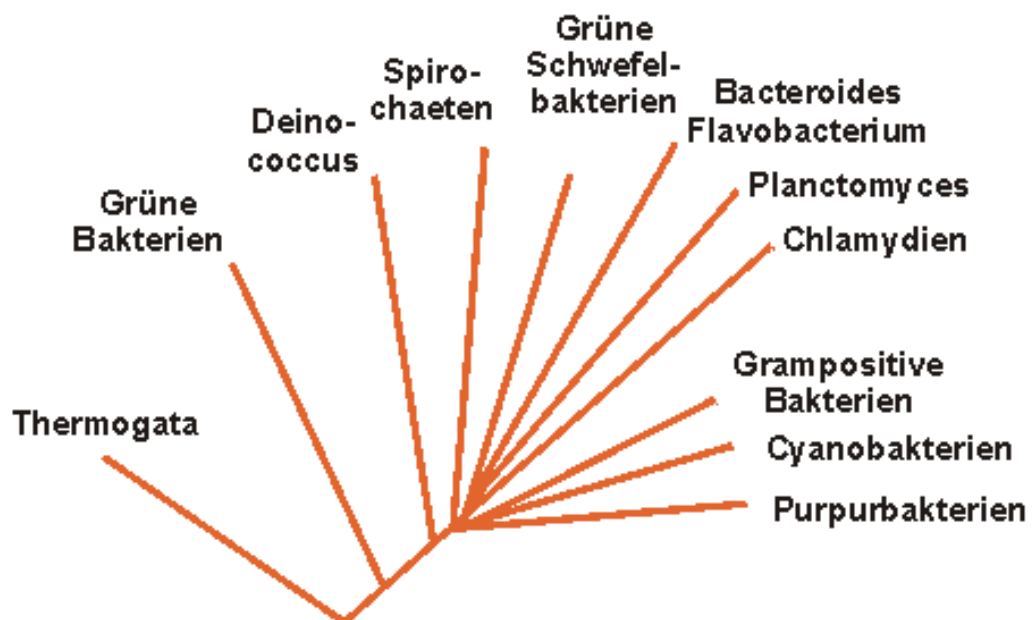 Grüne
Schwefel-
bakterien
Spiro-
chaeten
Bacteroides
Flavobacterium
Deino-
coccus
Planctomyces
Grüne
Bakterien
Chlamydien
Grampositive
Bakterien
Thermogata
Cyanobakterien
Purpurbakterien